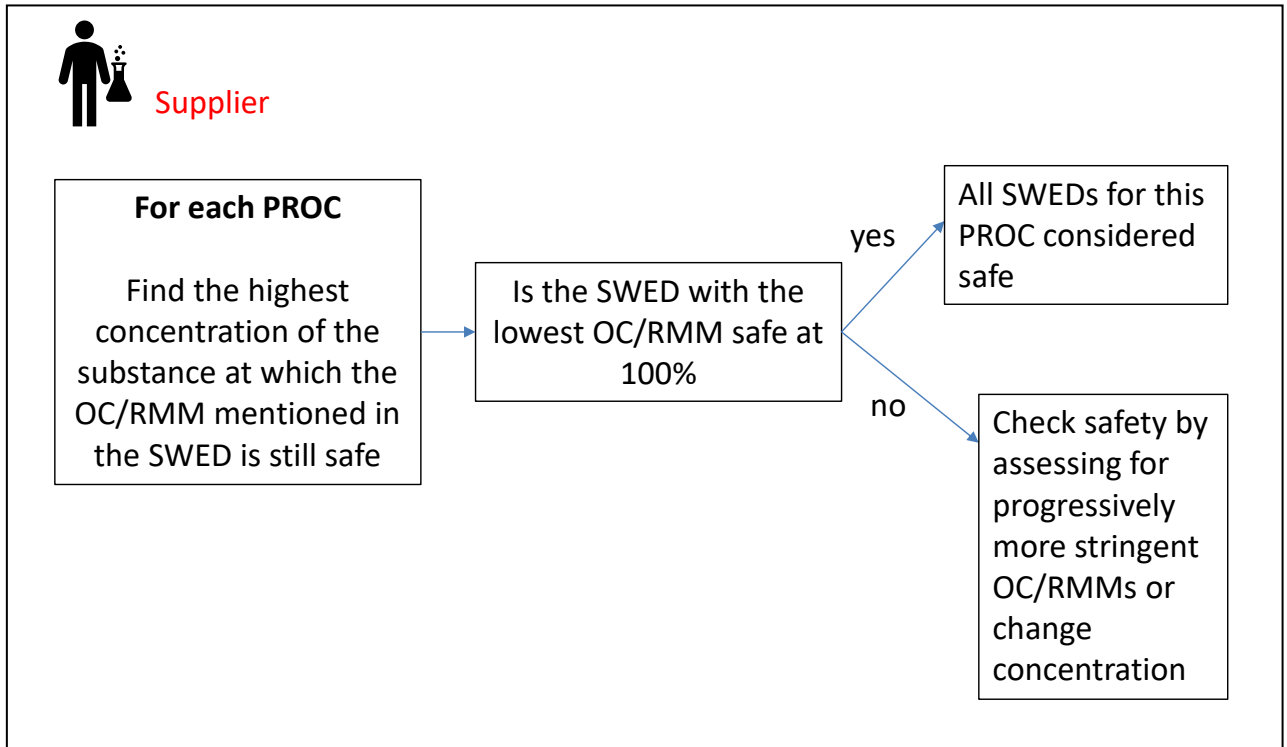 Supplier
For each PROC
Find the highest
concentration of the
substance at which the
OC/RMM mentioned in
the SWED is still safe
Is the SWED with the
lowest OC/RMM safe at
100%
yes
All SWEDs for this
PROC considered
safe
no
Check safety by
assessing for
progressively
more stringent
OC/RMMs or
change
concentration